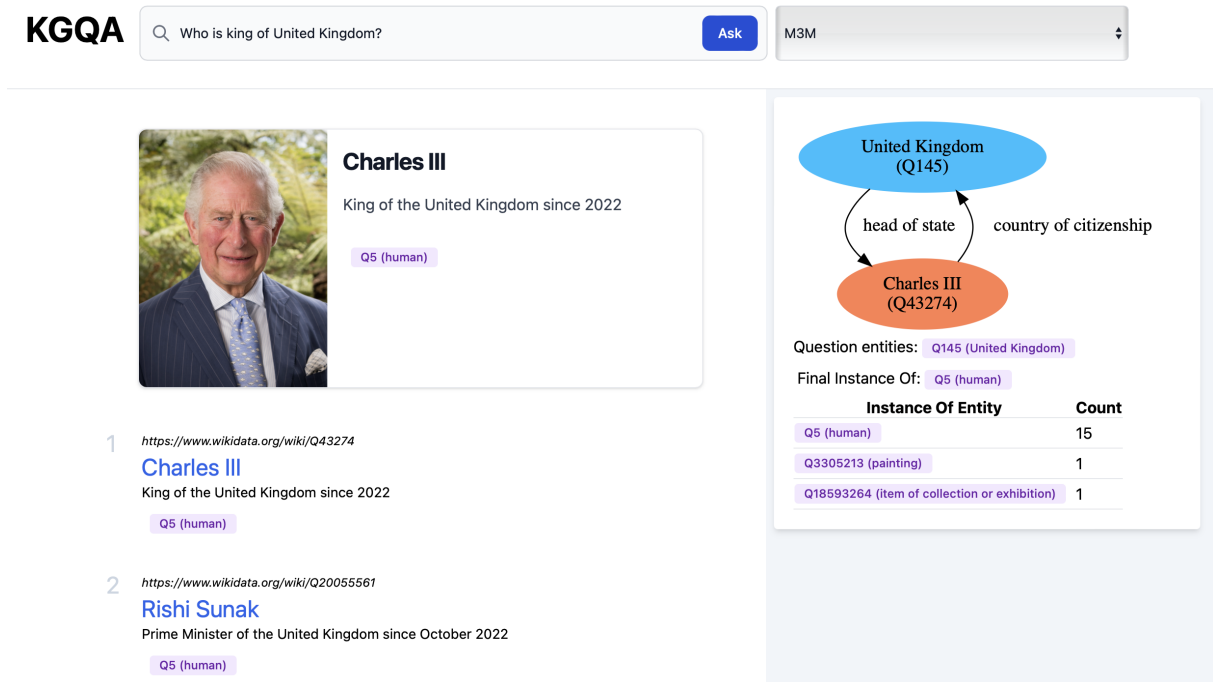 KGQA
Who is king of United Kingdom?
Ask
M3M
Charles III
King of the United Kingdom since 2022
Q5 (human)
1
https://www.wikidata.org/wiki/Q43274
Charles III
King of the United Kingdom since 2022
Q5 (human)
2
https://www.wikidata.org/wiki/Q20055561
Rishi Sunak
Prime Minister of the United Kingdom since October 2022
Q5 (human)
United Kingdom
(Q145)
head of state
country of citizenship
Charles III
(Q43274)
Question entities: Q145 (United Kingdom)
Final Instance Of: Q5 (human)
Instance Of Entity Count
Q5 (human) 15
Q3305213 (painting) 1
Q18593264 (item of collection or exhibition) 1